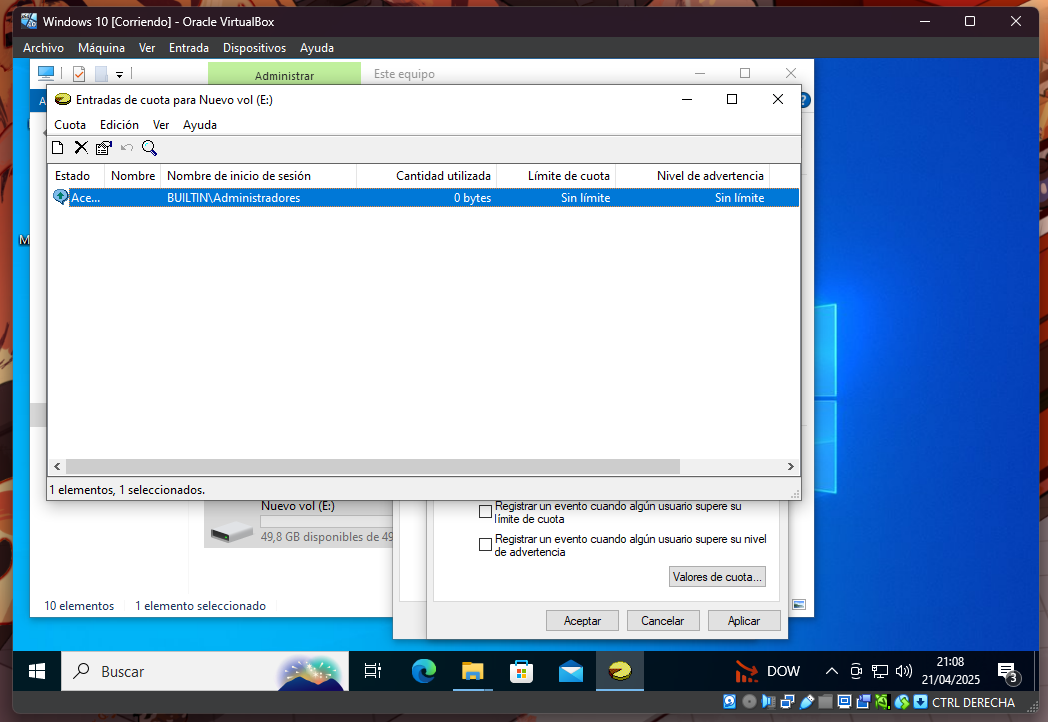 Windows 10 [Corriendo] - Oracle VirtualBox
Archivo Máquina Ver Entrada Dispositivos Ayuda
Administrar Este equipo
Entradas de cuota para Nuevo vol (E:)
Cuota Edición Ver Ayuda
Estado Nombre Nombre de inicio de sesión Cantidad utilizada Límite de cuota Nivel de advertencia
Ace... BUILTIN\Administradores 0 bytes Sin límite Sin límite
1 elementos, 1 seleccionados.
Nuevo vol (E:)
49,8 GB disponibles de 49
Registrar un evento cuando algún usuario supere su
límite de cuota
Registrar un evento cuando algún usuario supere su nivel
de advertencia
Valores de cuota...
10 elementos 1 elemento seleccionado
Aceptar Cancelar Aplicar
Buscar
DOW
21:08
21/04/2025
3
CTRL DERECHA